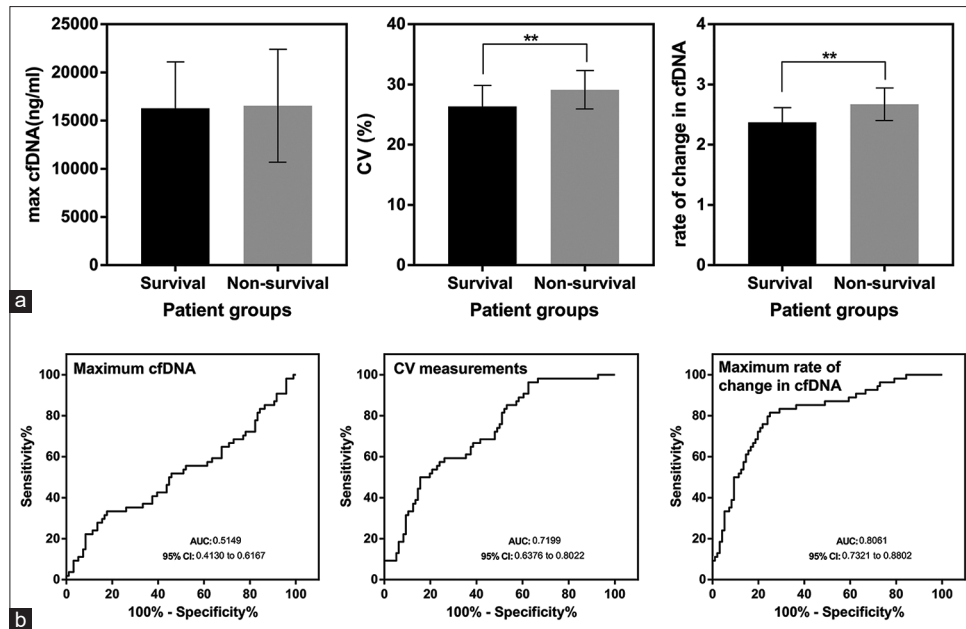 25000
20000
15000
10000
5000
0
max cfDNA(ng/ml)
Survival Non-survival
Patient groups
40
30
20
10
0
CV (%)
**
Survival Non-survival
Patient groups
4
3
2
1
0
rate of change in cfDNA
**
Survival Non-survival
Patient groups
a
Maximum cfDNA
100
80
60
40
20
0
Sensitivity%
AUC: 0.5149
95% CI: 0.4130 to 0.6167
0 20 40 60 80 100
100% - Specificity%
CV measurements
100
80
60
40
20
0
Sensitivity%
AUC: 0.7199
95% CI: 0.6376 to 0.8022
0 20 40 60 80 100
100% - Specificity%
Maximum rate of
change in cfDNA
100
80
60
40
20
0
Sensitivity%
AUC: 0.8061
95% CI: 0.7321 to 0.8802
0 20 40 60 80 100
100% - Specificity%
b